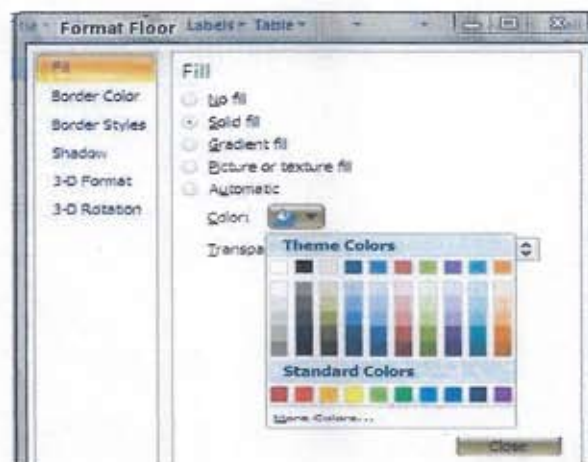 Format Floor Labels Table
Fill
Border Color
Border Styles
Shadow
3-D Format
3-D Rotation
Fill
No fill
Solid fill
Gradient fill
Picture or texture fill
Automatic
Color:
Transpa
Theme Colors
Standard Colors
More Colors...
Close